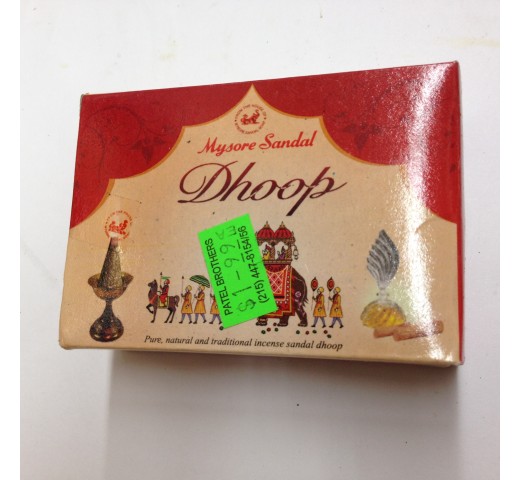 Mysore Sandal
Dhoop
PATEL BROTHERS
$1-99¢
(215)447-8154/56
Pure, natural and traditional incense sandal dhoop